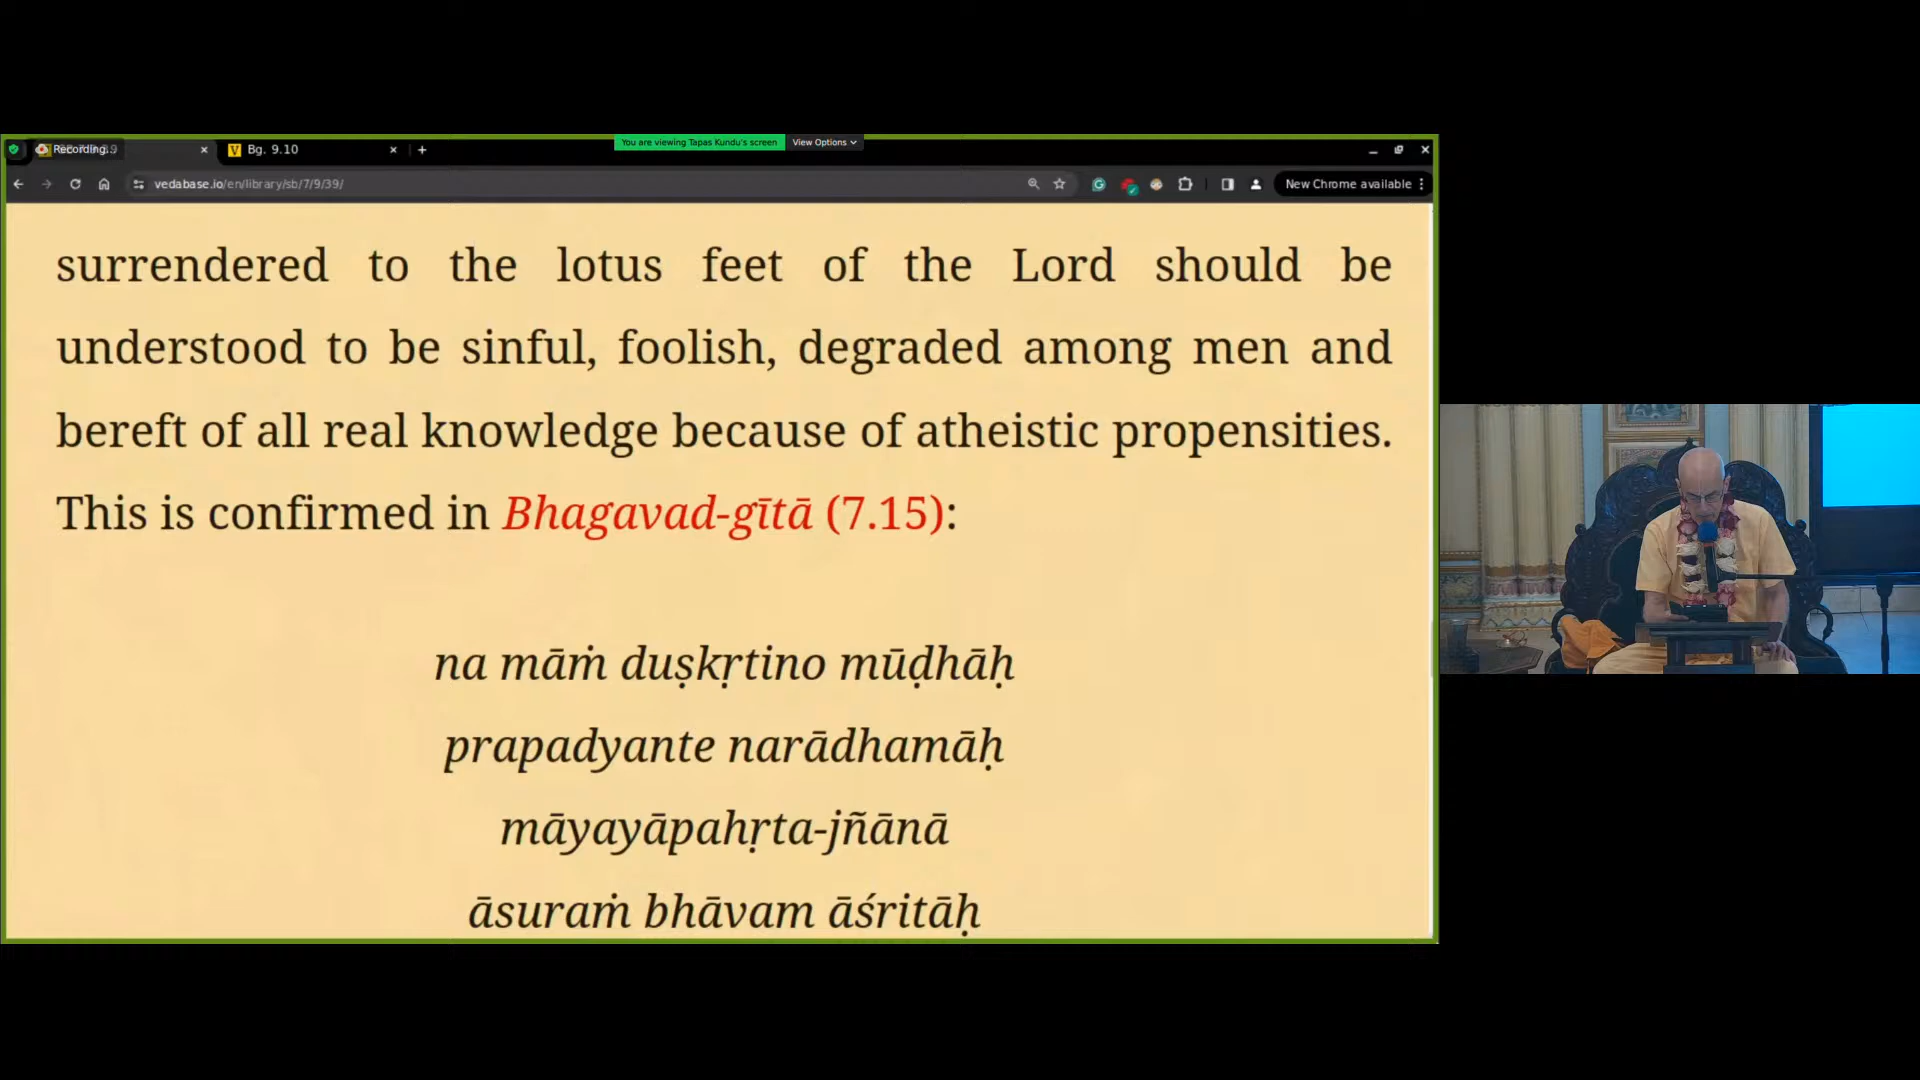 Recording...
Bg. 9.10
You are viewing Tapas Kundu's screen
View Options
vedabase.io/en/library/sb/7/9/39/
New Chrome available
surrendered to the lotus feet of the Lord should be
understood to be sinful, foolish, degraded among men and
bereft of all real knowledge because of atheistic propensities.
This is confirmed in Bhagavad-gītā (7.15):
na māṁ duṣkṛtino mūḍhāḥ
prapadyante narādhamāḥ
māyayāpahṛta-jñānā
āsuraṁ bhāvam āśritāḥ